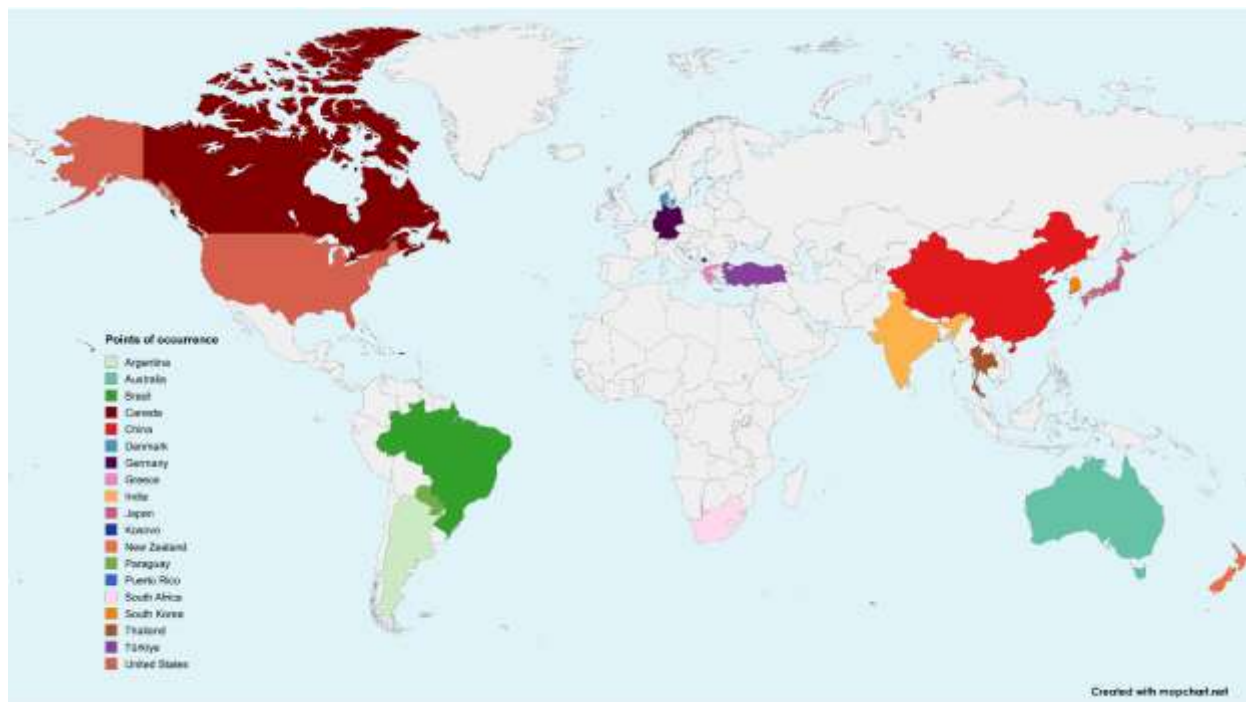 Points of occurrence
Argentina
Australia
Brasil
Canada
China
Denmark
Germany
Greece
India
Japan
Kosovo
New Zealand
Paraguay
Puerto Rico
South Africa
South Korea
Thailand
Türkiye
United States
Created with mapchart.net